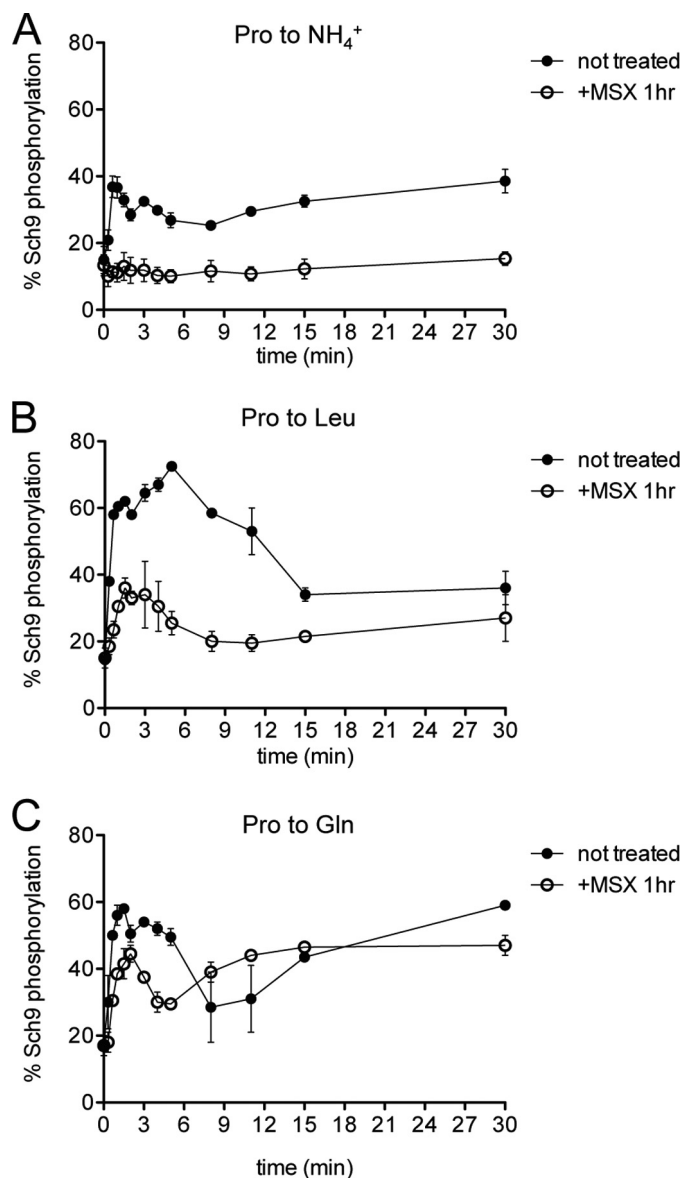 A
Pro to NH₄⁺
80
60
40
20
0
% Sch9 phosphorylation
0 3 6 9 12 15 18 21 24 27 30
time (min)
not treated
+MSX 1hr
B
Pro to Leu
80
60
40
20
0
% Sch9 phosphorylation
0 3 6 9 12 15 18 21 24 27 30
time (min)
not treated
+MSX 1hr
C
Pro to Gln
80
60
40
20
0
% Sch9 phosphorylation
0 3 6 9 12 15 18 21 24 27 30
time (min)
not treated
+MSX 1hr